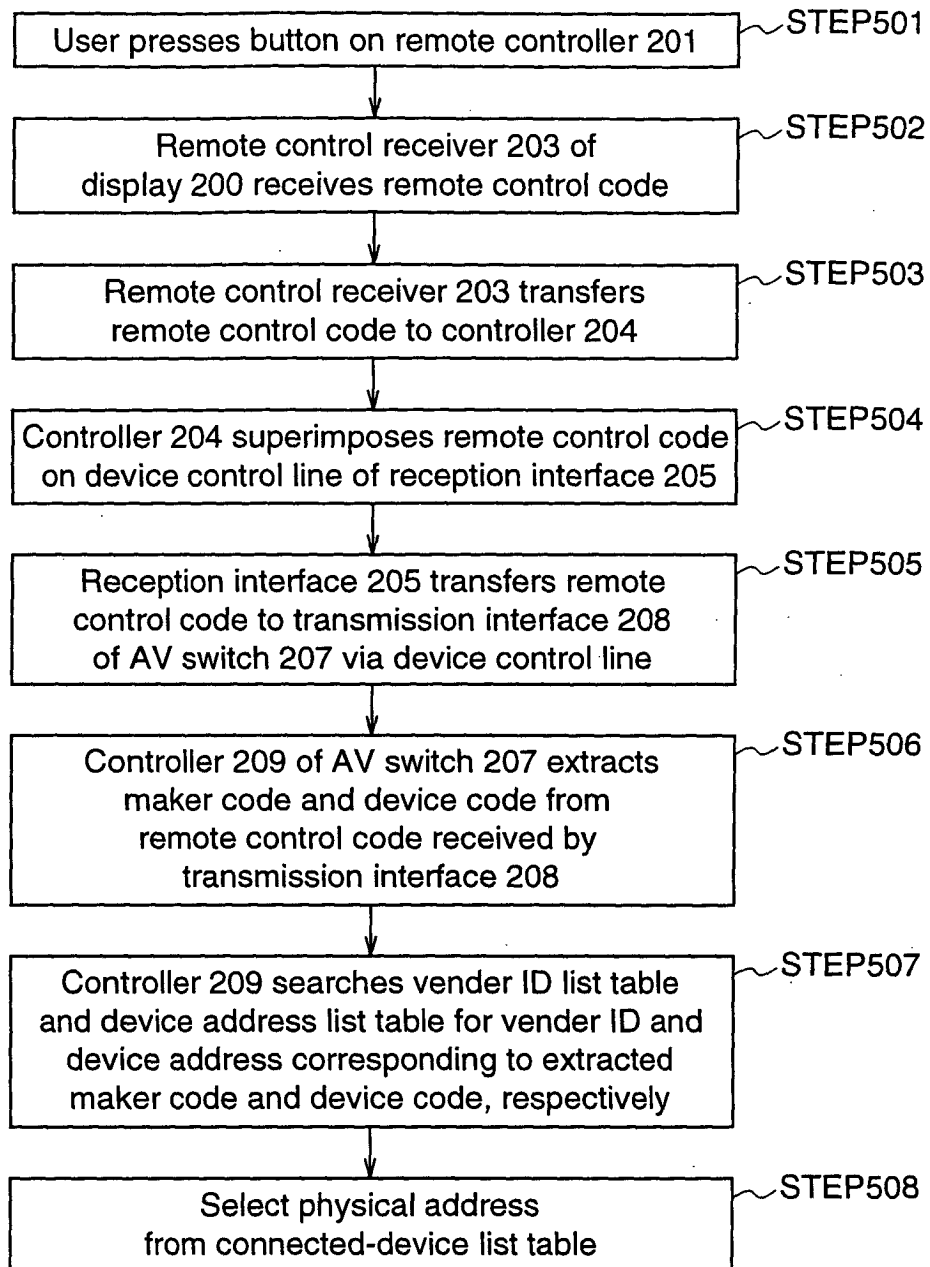 User presses button on remote controller 201
STEP501
Remote control receiver 203 of
display 200 receives remote control code
STEP502
Remote control receiver 203 transfers
remote control code to controller 204
STEP503
Controller 204 superimposes remote control code
on device control line of reception interface 205
STEP504
Reception interface 205 transfers remote
control code to transmission interface 208
of AV switch 207 via device control line
STEP505
Controller 209 of AV switch 207 extracts
maker code and device code from
remote control code received by
transmission interface 208
STEP506
Controller 209 searches vender ID list table
and device address list table for vender ID and
device address corresponding to extracted
maker code and device code, respectively
STEP507
Select physical address
from connected-device list table
STEP508